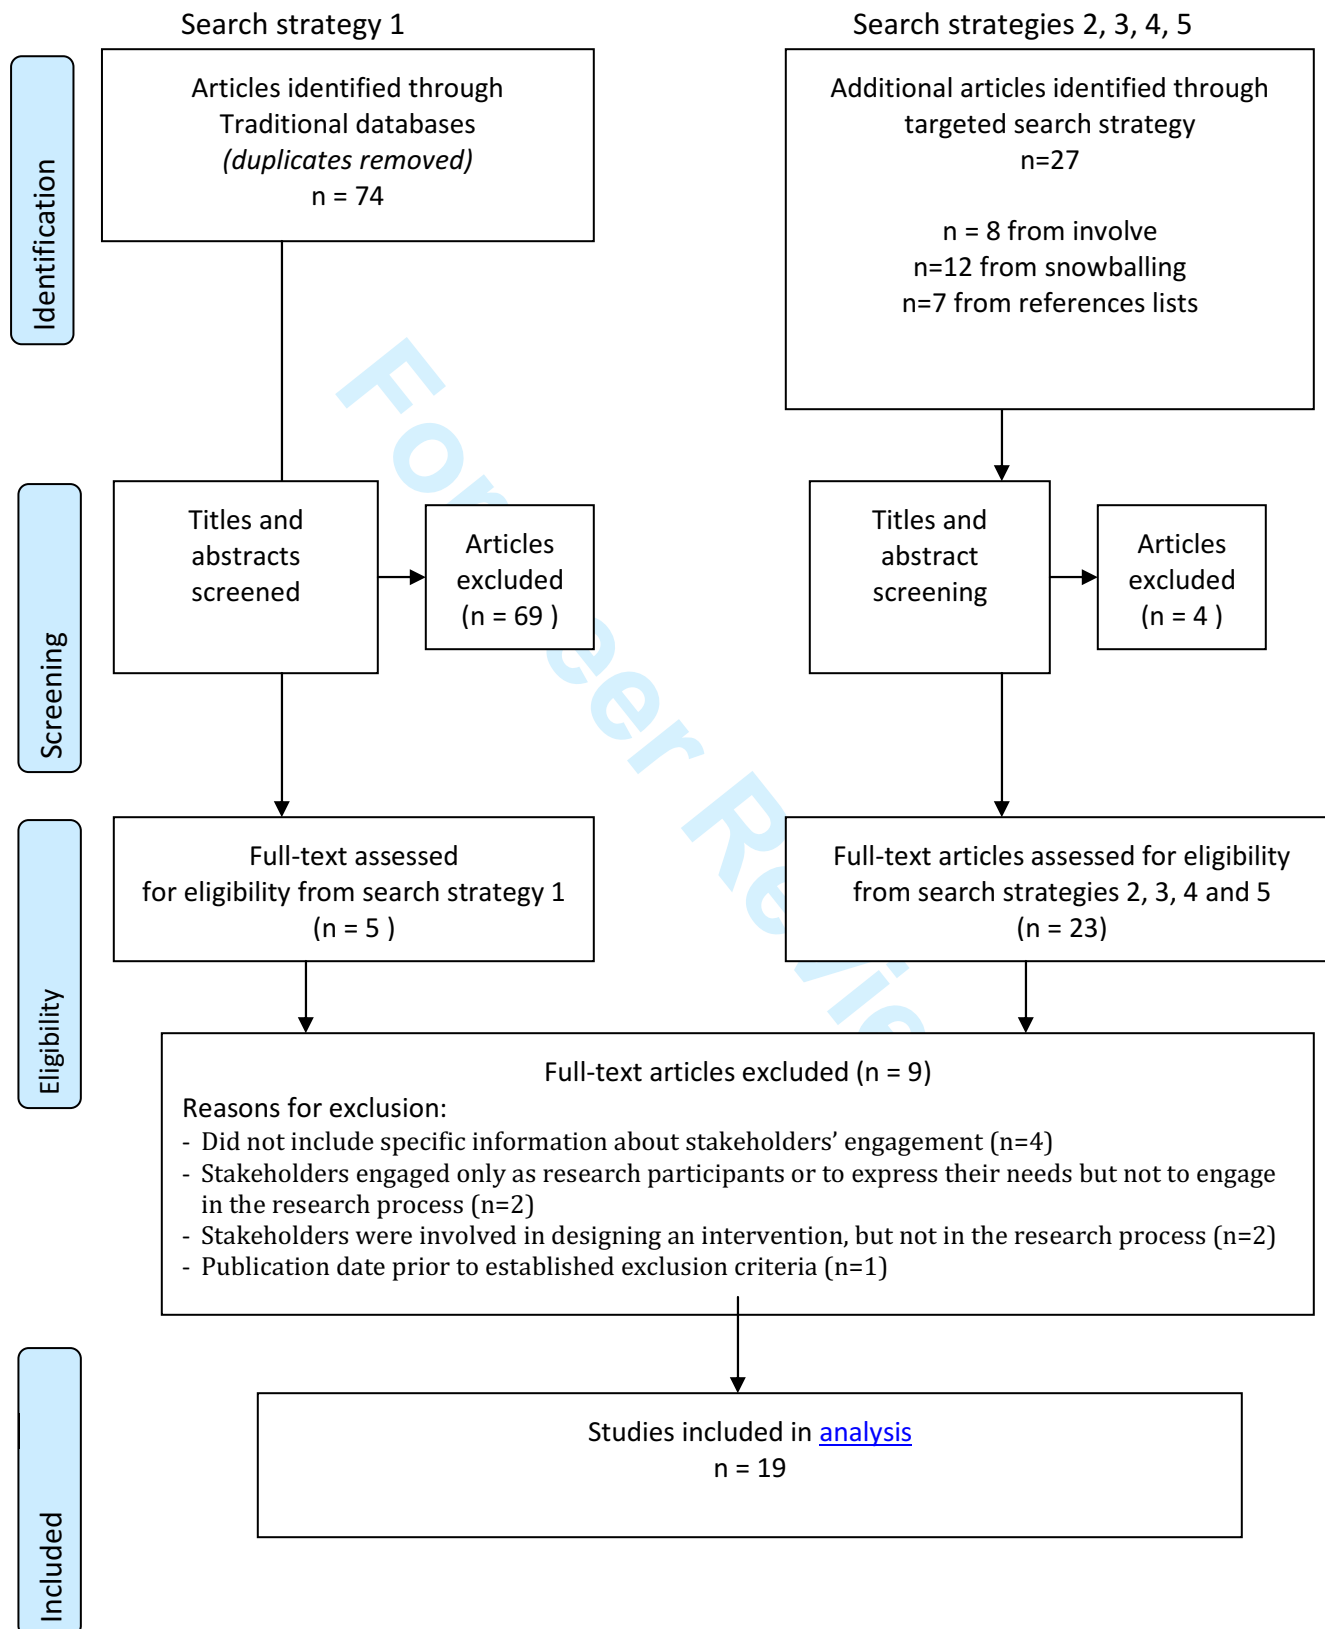 Search strategy 1
Search strategies 2, 3, 4, 5
Identification
Articles identified through
Traditional databases
(duplicates removed)
n = 74
Additional articles identified through
targeted search strategy
n=27
n = 8 from involve
n=12 from snowballing
n=7 from references lists
Screening
Titles and
abstracts
screened
Articles
excluded
(n = 69 )
Titles and
abstract
screening
Articles
excluded
(n = 4 )
Eligibility
Full-text assessed
for eligibility from search strategy 1
(n = 5 )
Full-text articles assessed for eligibility
from search strategies 2, 3, 4 and 5
(n = 23)
Full-text articles excluded (n = 9)
Reasons for exclusion:
- Did not include specific information about stakeholders’ engagement (n=4)
- Stakeholders engaged only as research participants or to express their needs but not to engage
in the research process (n=2)
- Stakeholders were involved in designing an intervention, but not in the research process (n=2)
- Publication date prior to established exclusion criteria (n=1)
Included
Studies included in analysis
n = 19
For
Review